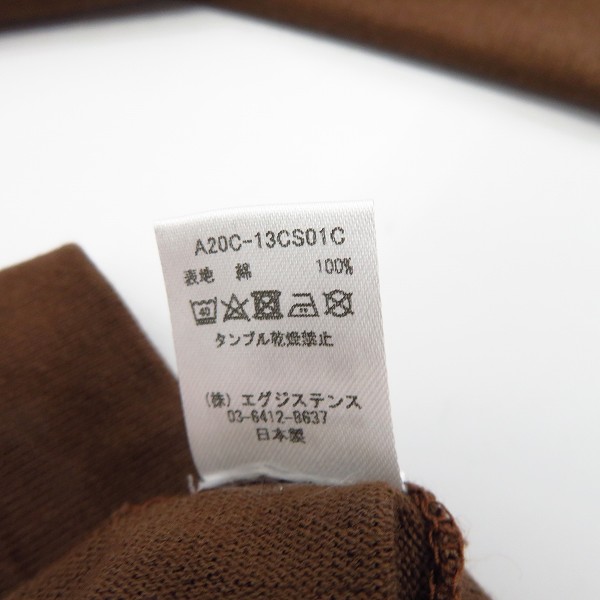 A20C-13CS01C
表地 綿 100%
40
タンブル乾燥禁止
(株) エグジステンス
03-6412-8637
日本製